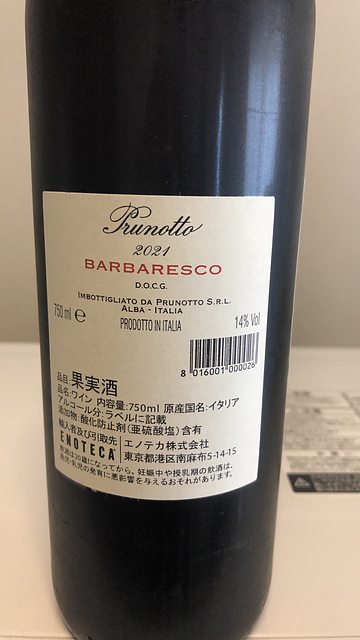 Prunotto
2021
BARBARESCO
D.O.C.G.
IMBOTTIGLIATO DA PRUNOTTO S.R.L.
ALBA - ITALIA
750 ml e
PRODOTTO IN ITALIA
14% Vol
8 016001 000026
品目:果実酒
品名:ワイン 内容量:750ml 原産国名:イタリア
アルコール分:ラベルに記載
添加物:酸化防止剤(亜硫酸塩)含有
輸入者及び引取先
ENOTECA
エノテカ株式会社
東京都港区南麻布5-14-15
飲酒は20歳になってから。妊娠中や授乳期の飲酒は、
胎児・乳児の発育に悪影響を与えるおそれがあります。